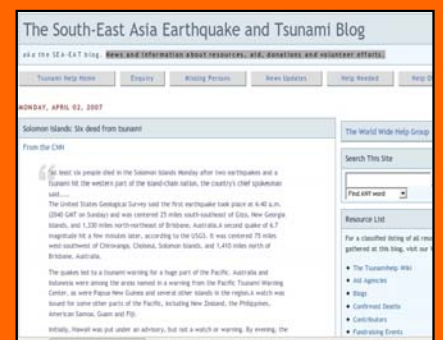 The South-East Asia Earthquake and Tsunami Blog
aka the SEA-EAT blog. News and information about resources, aid, donations and volunteer efforts.
Tsunami Help Home Enquiry Missing Persons News Updates Help Needed Help
MONDAY, APRIL 02, 2007
Solomon Islands: Six dead from tsunami
From the CNN
"at least six people died in the Solomon Islands Monday after two earthquakes and a
tsunami hit the western part of the island-chain nation, the country's chief spokesman
said....
The United States Geological Survey said the first earthquake took place at 6:40 a.m.
(2040 GMT on Sunday) and was centered 25 miles south-southeast of Gizo, New Georgia
Islands, and 1,330 miles north-northeast of Brisbane, Australia.A second quake of 6.7
magnitude hit a few minutes later, according to the USGS. It was centered 75 miles
west-southwest of Chirovanga, Choiseul, Solomon Islands, and 1,410 miles north of
Brisbane, Australia.
The quakes led to a tsunami warning for a huge part of the Pacific. Australia and
Indonesia were among the areas named in a warning from the Pacific Tsunami Warning
Center, as were Papua New Guinea and several other islands in the region.A watch was
issued for some other parts of the Pacific, including New Zealand, the Philippines,
American Samoa, Guam and Fiji.
Initially, Hawaii was put under an advisory, but not a watch or warning. By evening, the
The World Wide Help Group
Search This Site
Find ANY word
Resource List
For a classified listing of all
gathered at this blog, visit our
The TsunamiHelp Wiki
Aid Agencies
Blogs
Confirmed Deaths
Contributors
Fundraising Events